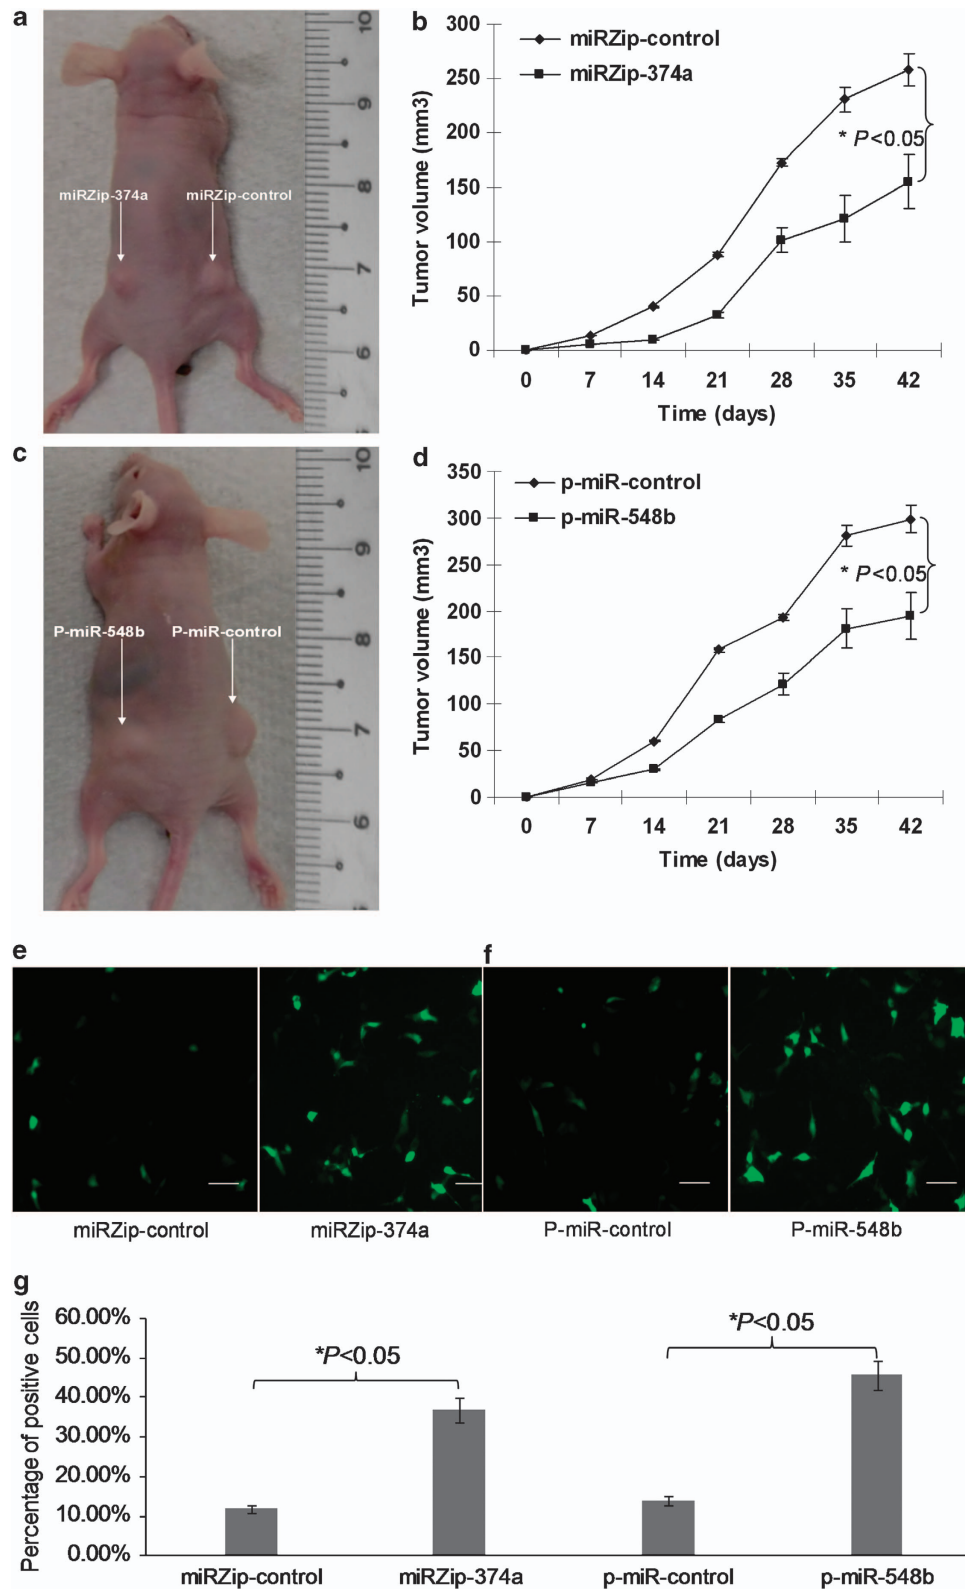 a
miRZip-374a
miRZip-control
10
9
8
7
6
b
300
250
200
150
100
50
0
miRZip-control
miRZip-374a
* P<0.05
Tumor volume (mm3)
0 7 14 21 28 35 42
Time (days)
c
P-miR-548b
P-miR-control
10
9
8
7
6
d
350
300
250
200
150
100
50
0
p-miR-control
p-miR-548b
* P<0.05
Tumor volume (mm3)
0 7 14 21 28 35 42
Time (days)
e
miRZip-control
miRZip-374a
f
P-miR-control
P-miR-548b
g
60.00%
50.00%
40.00%
30.00%
20.00%
10.00%
0.00%
Percentage of positive cells
*P<0.05
*P<0.05
miRZip-control
miRZip-374a
p-miR-control
p-miR-548b